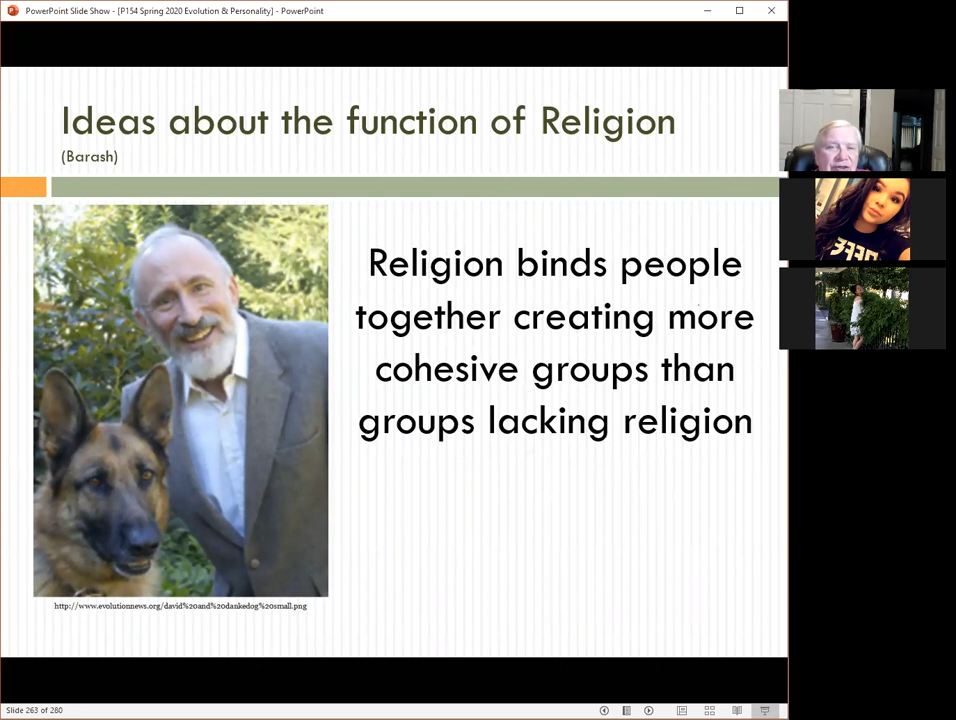 PowerPoint Slide Show - [P154 Spring 2020 Evolution & Personality] - PowerPoint
Ideas about the function of Religion
(Barash)
Religion binds people
together creating more
cohesive groups than
groups lacking religion
http://www.evolutionnews.org/david%20and%20dankedog%20small.png
Slide 263 of 280